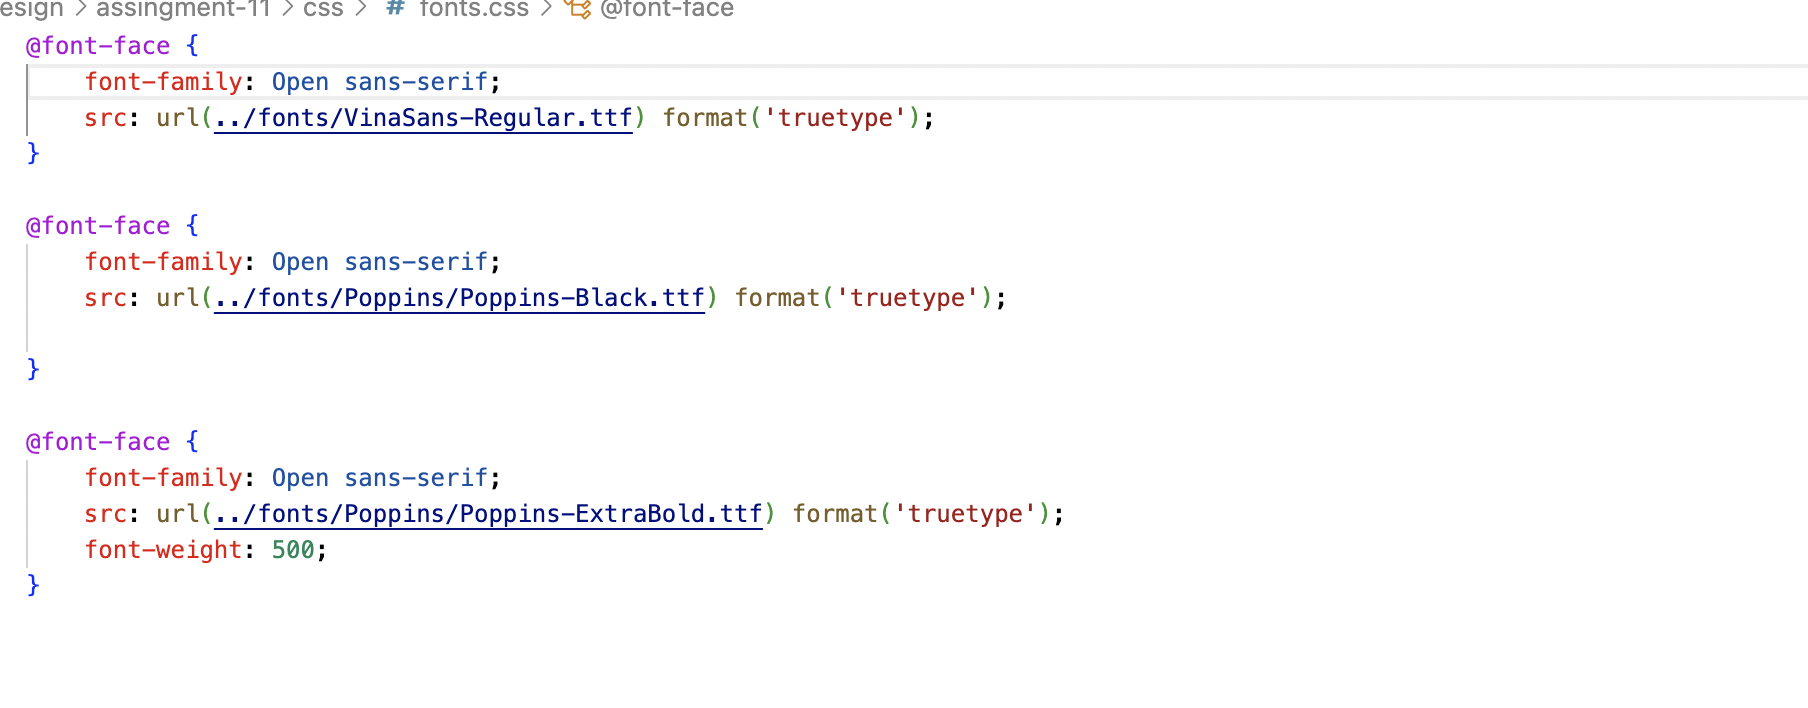 esign > assingment-11 > css > # fonts.css > @font-face
@font-face {
    font-family: Open sans-serif;
    src: url(../fonts/VinaSans-Regular.ttf) format('truetype');
}
@font-face {
    font-family: Open sans-serif;
    src: url(../fonts/Poppins/Poppins-Black.ttf) format('truetype');
}
@font-face {
    font-family: Open sans-serif;
    src: url(../fonts/Poppins/Poppins-ExtraBold.ttf) format('truetype');
    font-weight: 500;
}